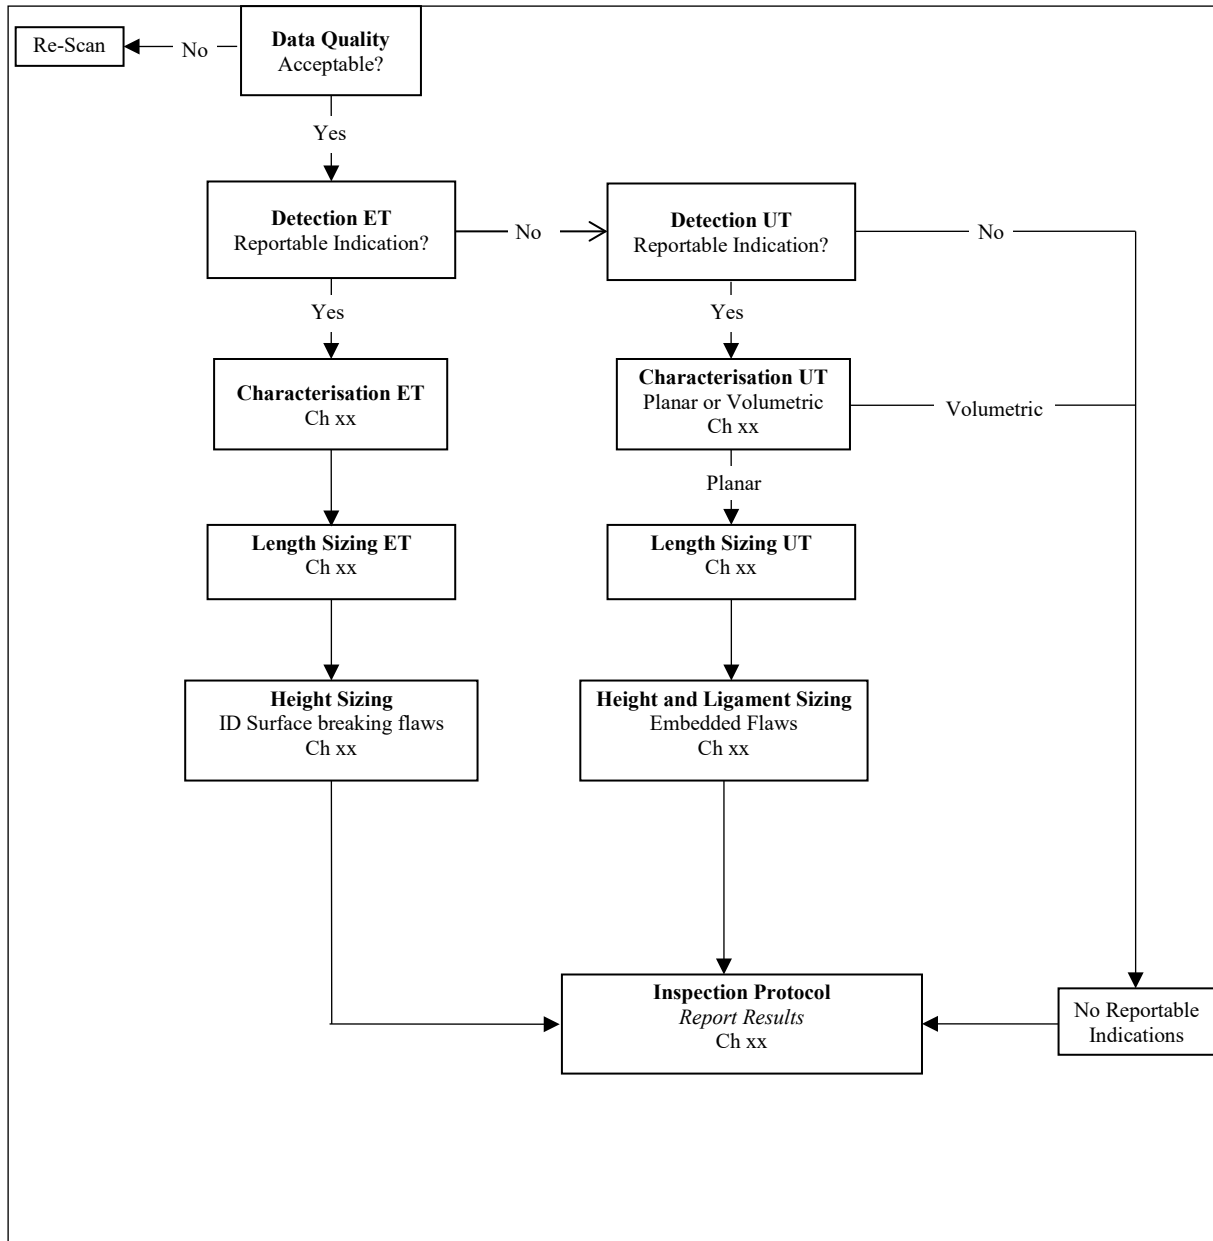 Data Quality
Acceptable?
Re-Scan
No
Yes
Detection ET
Reportable Indication?
No
Detection UT
Reportable Indication?
No
Yes
Yes
Characterisation ET
Ch xx
Characterisation UT
Planar or Volumetric
Ch xx
Volumetric
Planar
Length Sizing ET
Ch xx
Length Sizing UT
Ch xx
Height Sizing
ID Surface breaking flaws
Ch xx
Height and Ligament Sizing
Embedded Flaws
Ch xx
Inspection Protocol
Report Results
Ch xx
No Reportable
Indications